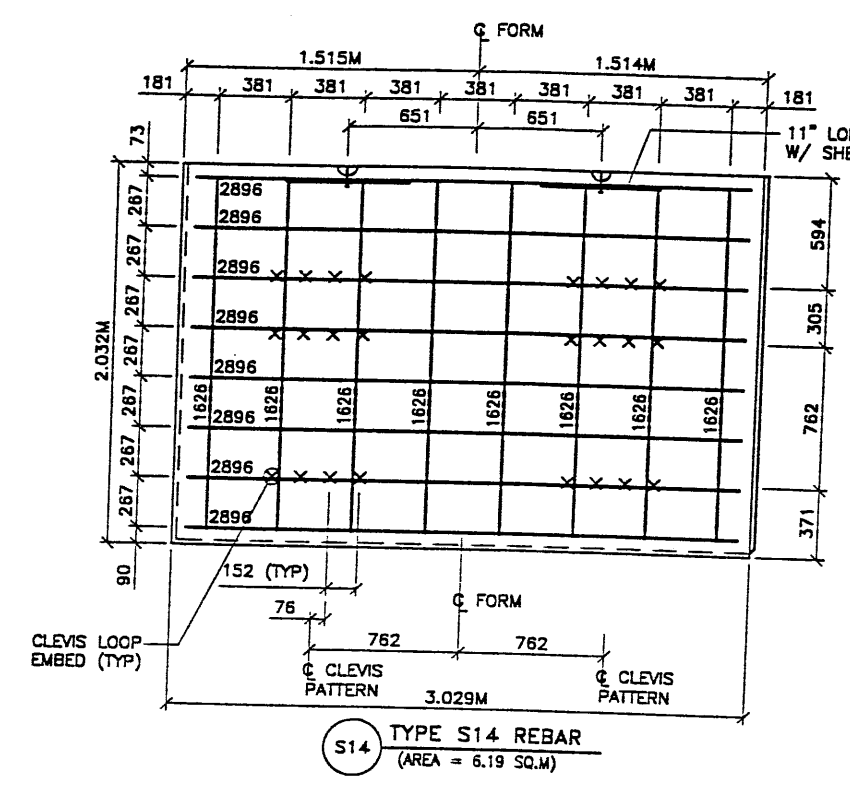 ℄ FORM
1.515M
1.514M
181
381
381
381
381
381
381
381
181
651
651
73
11" LO
W/ SHE
2896
2896
2896
2896
2896
2896
2896
2896
267
267
267
267
267
267
267
90
2.032M
1626
1626
1626
1626
1626
1626
1626
1626
594
305
762
371
152 (TYP)
76
℄ FORM
762
762
CLEVIS LOOP
EMBED (TYP)
℄ CLEVIS
PATTERN
℄ CLEVIS
PATTERN
3.029M
S14
TYPE S14 REBAR
(AREA = 6.19 SQ.M)